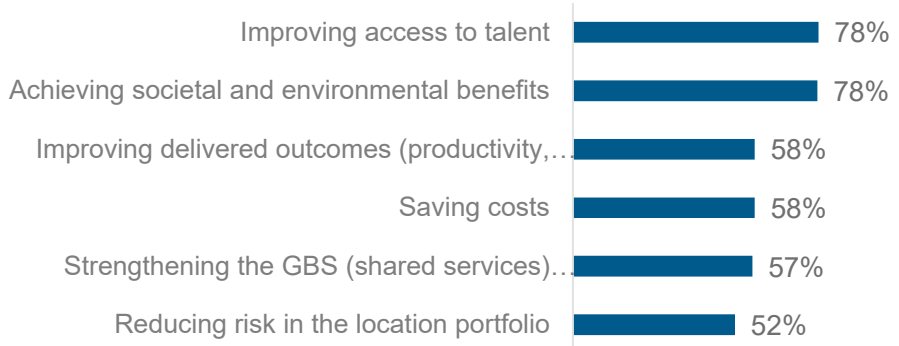 Improving access to talent 78%
Achieving societal and environmental benefits 78%
Improving delivered outcomes (productivity,… 58%
Saving costs 58%
Strengthening the GBS (shared services)… 57%
Reducing risk in the location portfolio 52%